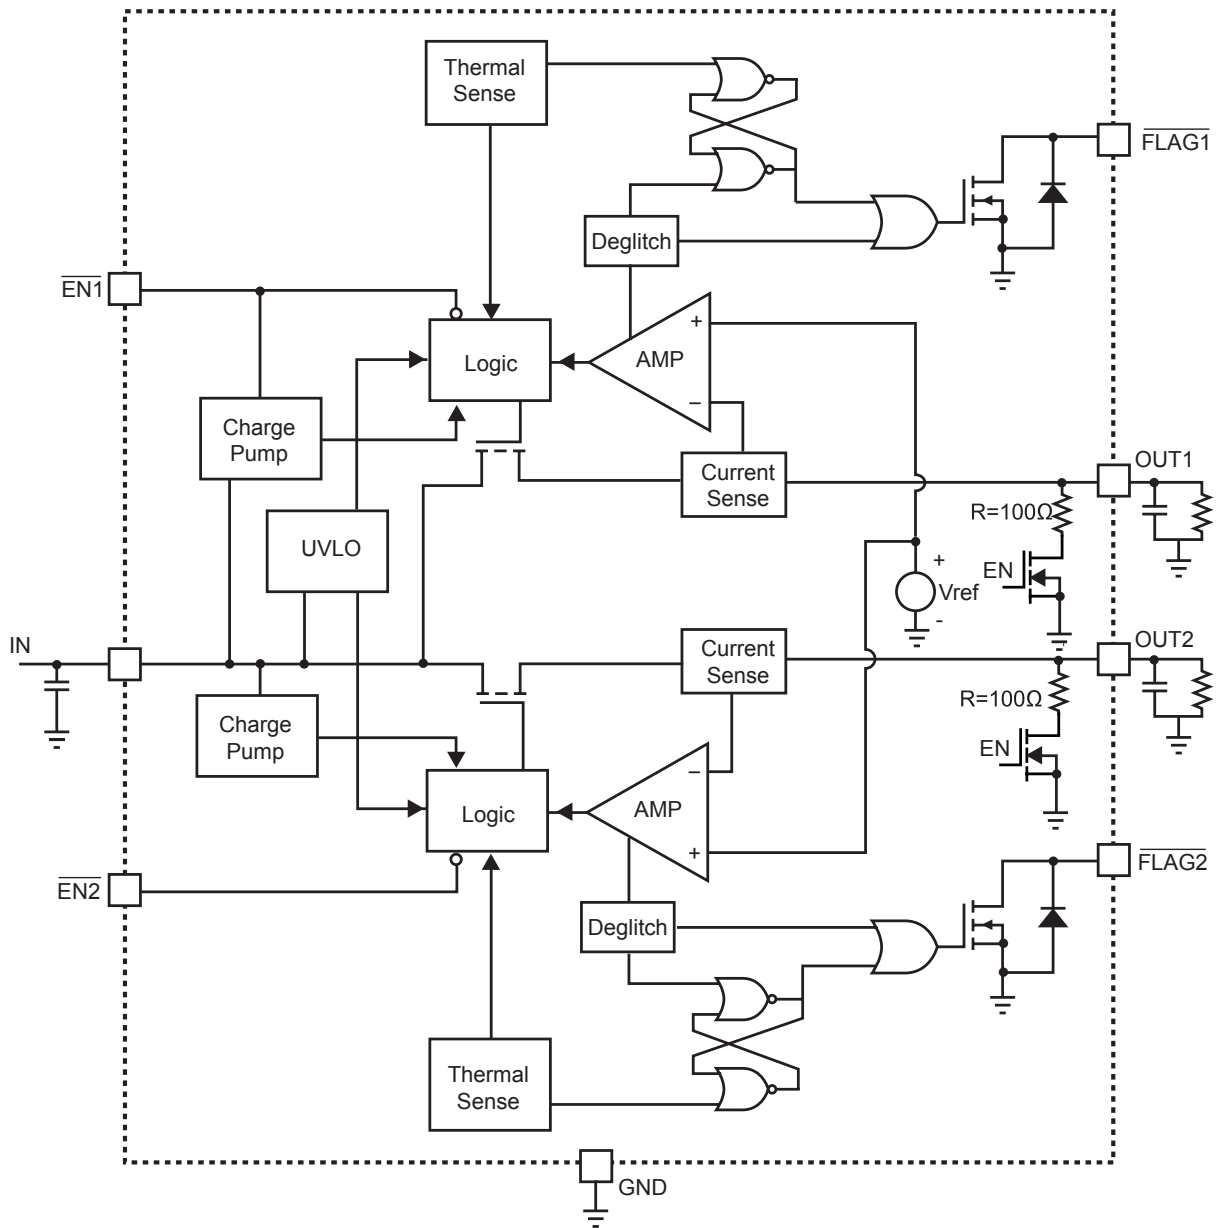 Thermal
Sense
FLAG1
Deglitch
EN1
+
AMP
Logic
−
Charge
Pump
Current
Sense
OUT1
R=100Ω
UVLO
EN
+
Vref
-
IN
Current
Sense
OUT2
R=100Ω
Charge
Pump
EN
−
AMP
Logic
+
FLAG2
EN2
Deglitch
Thermal
Sense
GND